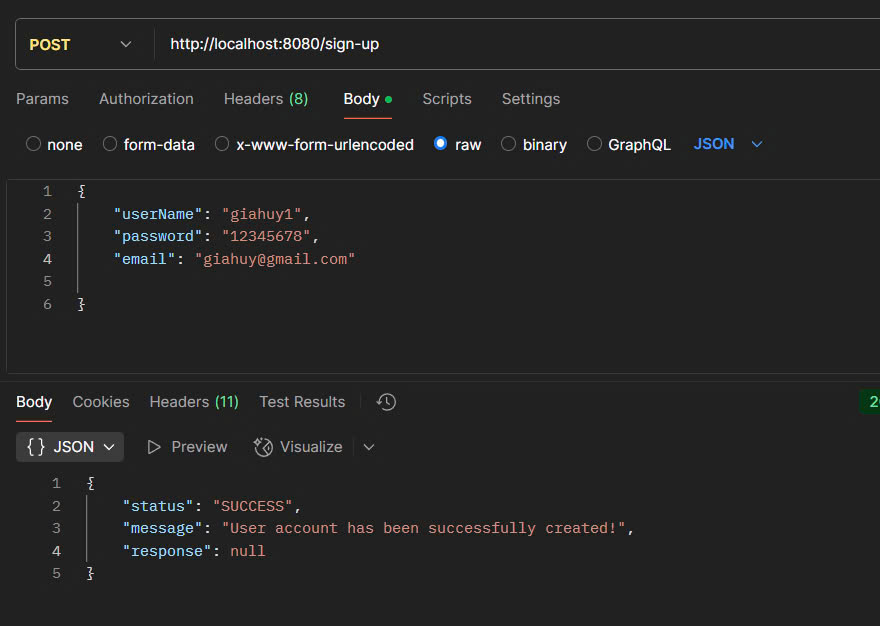 POST http://localhost:8080/sign-up
Params Authorization Headers (8) Body Scripts Settings
none form-data x-www-form-urlencoded raw binary GraphQL JSON
1 {
2 "userName": "giahuy1",
3 "password": "12345678",
4 "email": "giahuy@gmail.com"
5
6 }
Body Cookies Headers (11) Test Results
{} JSON Preview Visualize
1 {
2 "status": "SUCCESS",
3 "message": "User account has been successfully created!",
4 "response": null
5 }